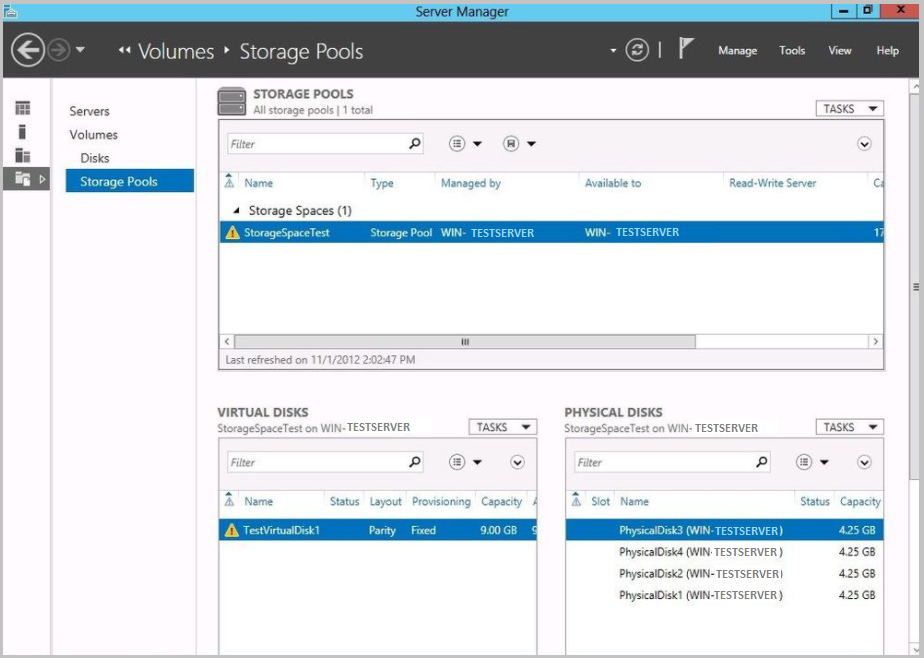 Server Manager
Volumes Storage Pools
Manage Tools View Help
Servers
Volumes
Disks
Storage Pools
STORAGE POOLS
All storage pools | 1 total
TASKS
Filter
Name Type Managed by Available to Read-Write Server Ca
Storage Spaces (1)
StorageSpaceTest Storage Pool WIN- TESTSERVER WIN- TESTSERVER 17
Last refreshed on 11/1/2012 2:02:47 PM
VIRTUAL DISKS
StorageSpaceTest on WIN- TESTSERVER
TASKS
Filter
Name Status Layout Provisioning Capacity A
TestVirtualDisk1 Parity Fixed 9.00 GB 9
PHYSICAL DISKS
StorageSpaceTest on WIN- TESTSERVER
TASKS
Filter
Slot Name Status Capacity
PhysicalDisk3 (WIN-TESTSERVER) 4.25 GB
PhysicalDisk4 (WIN-TESTSERVER) 4.25 GB
PhysicalDisk2 (WIN-TESTSERVER) 4.25 GB
PhysicalDisk1 (WIN-TESTSERVER) 4.25 GB